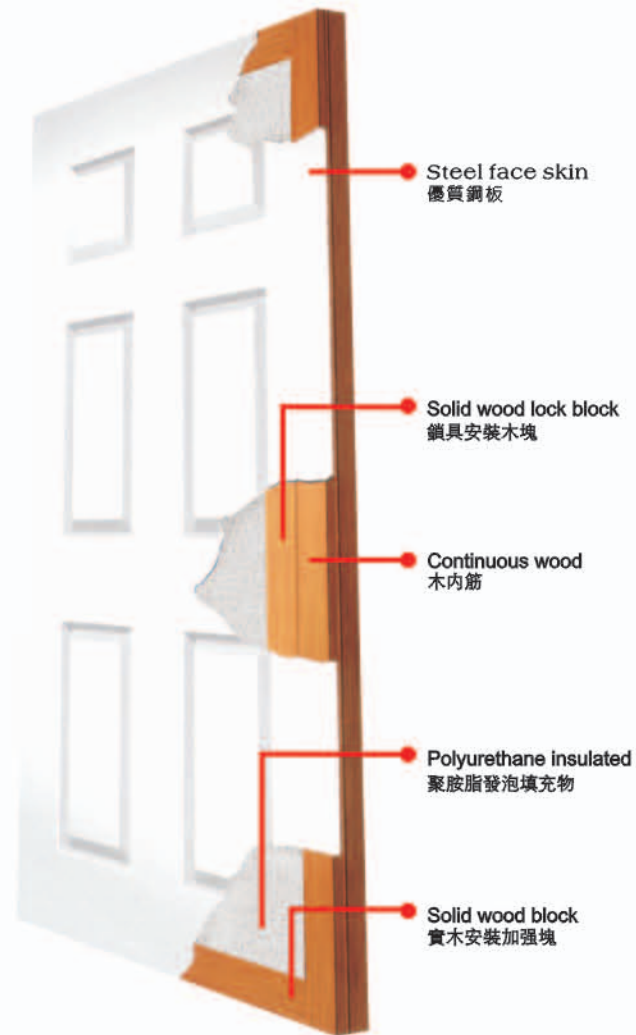 Steel face skin
優質鋼板
Solid wood lock block
鎖具安裝木塊
Continuous wood
木内筋
Polyurethane insulated
聚胺脂發泡填充物
Solid wood block
實木安裝加强塊